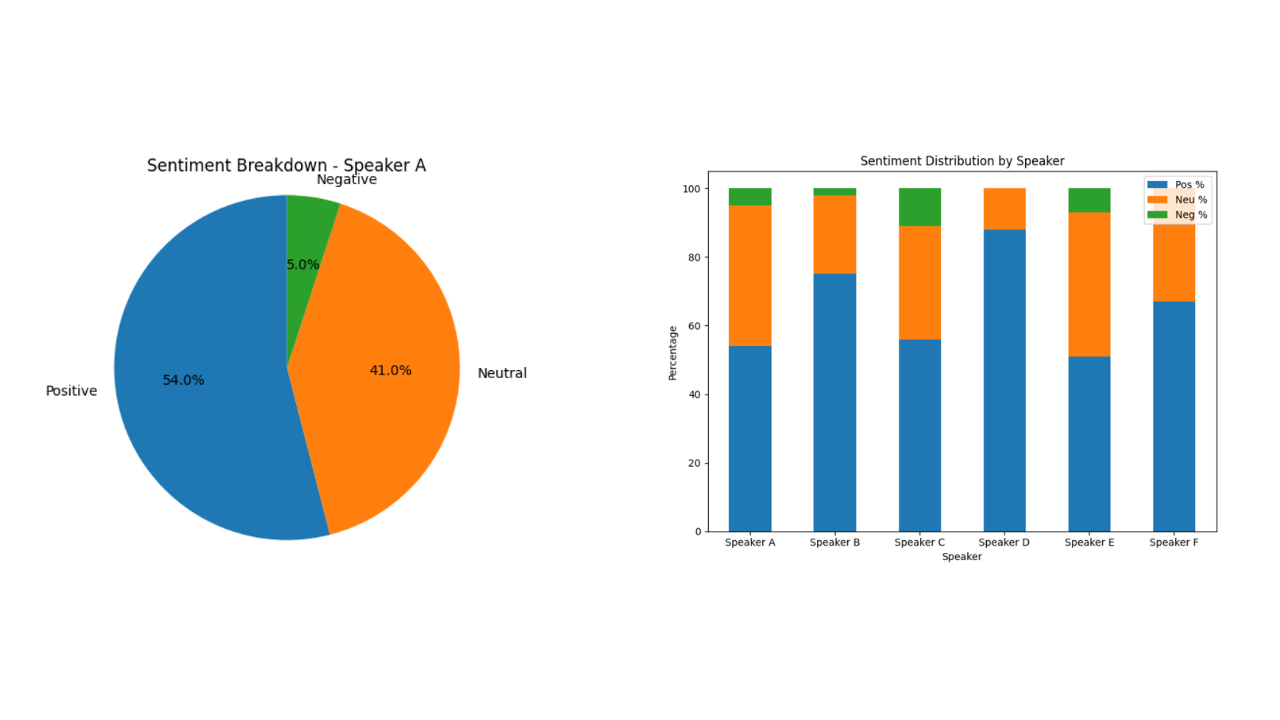 Sentiment Breakdown - Speaker A
Negative
5.0%
54.0%
41.0%
Positive
Neutral
Sentiment Distribution by Speaker
Pos %
Neu %
Neg %
100
80
60
40
20
0
Percentage
Speaker A Speaker B Speaker C Speaker D Speaker E Speaker F
Speaker